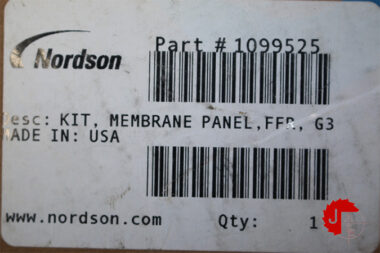 Part # 1099525
Nordson
esc: KIT, MEMBRANE PANEL,FFR, G3
ADE IN: USA
www.nordson.com Qty: 1